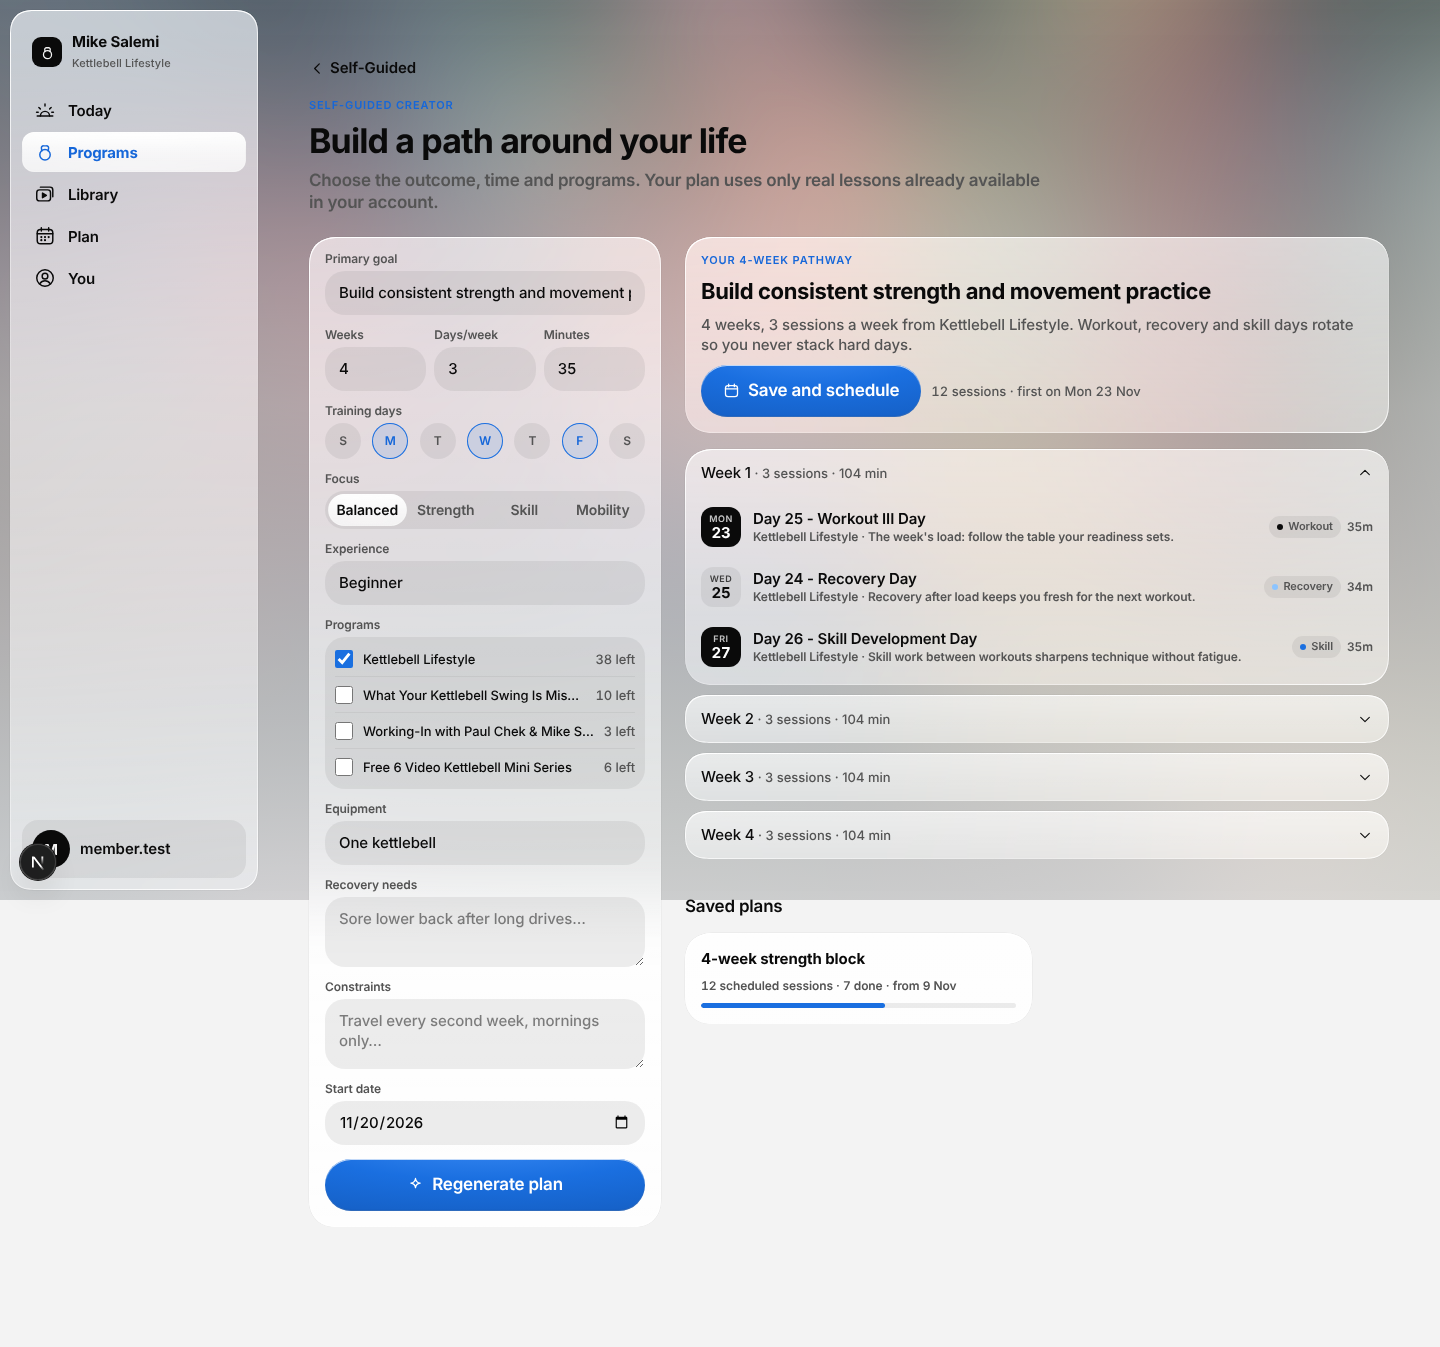 Mike Salemi
Kettlebell Lifestyle
Today
Programs
Library
Plan
You
M
member.test
N
Self-Guided
SELF-GUIDED CREATOR
Build a path around your life
Choose the outcome, time and programs. Your plan uses only real lessons already available
in your account.
Primary goal
Build consistent strength and movement
Weeks
Days/week
Minutes
4
3
35
Training days
S
M
T
W
T
F
S
Focus
Balanced
Strength
Skill
Mobility
Experience
Beginner
Programs
Kettlebell Lifestyle
38 left
What Your Kettlebell Swing Is Mis...
10 left
Working-In with Paul Chek & Mike S...
3 left
Free 6 Video Kettlebell Mini Series
6 left
Equipment
One kettlebell
Recovery needs
Sore lower back after long drives...
Constraints
Travel every second week, mornings
only...
Start date
11/20/2026
Regenerate plan
YOUR 4-WEEK PATHWAY
Build consistent strength and movement practice
4 weeks, 3 sessions a week from Kettlebell Lifestyle. Workout, recovery and skill days rotate
so you never stack hard days.
Save and schedule
12 sessions · first on Mon 23 Nov
Week 1 · 3 sessions · 104 min
MON
23
Day 25 - Workout III Day
Kettlebell Lifestyle · The week's load: follow the table your readiness sets.
Workout
35m
WED
25
Day 24 - Recovery Day
Kettlebell Lifestyle · Recovery after load keeps you fresh for the next workout.
Recovery
34m
FRI
27
Day 26 - Skill Development Day
Kettlebell Lifestyle · Skill work between workouts sharpens technique without fatigue.
Skill
35m
Week 2 · 3 sessions · 104 min
Week 3 · 3 sessions · 104 min
Week 4 · 3 sessions · 104 min
Saved plans
4-week strength block
12 scheduled sessions · 7 done · from 9 Nov